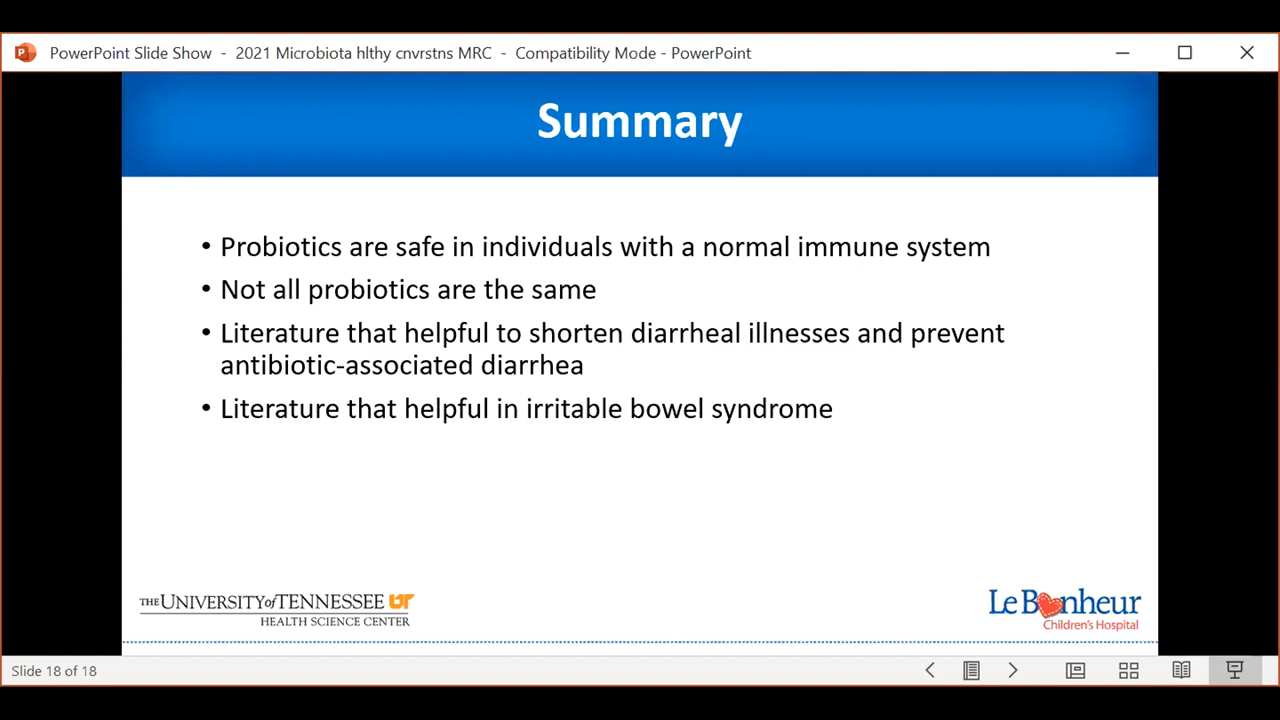 PowerPoint Slide Show - 2021 Microbiota hlthy cnvrstns MRC - Compatibility Mode - PowerPoint
Summary
• Probiotics are safe in individuals with a normal immune system
• Not all probiotics are the same
• Literature that helpful to shorten diarrheal illnesses and prevent
antibiotic-associated diarrhea
• Literature that helpful in irritable bowel syndrome
THE UNIVERSITY of TENNESSEE UT
HEALTH SCIENCE CENTER
Le Bonheur
Children's Hospital
Slide 18 of 18